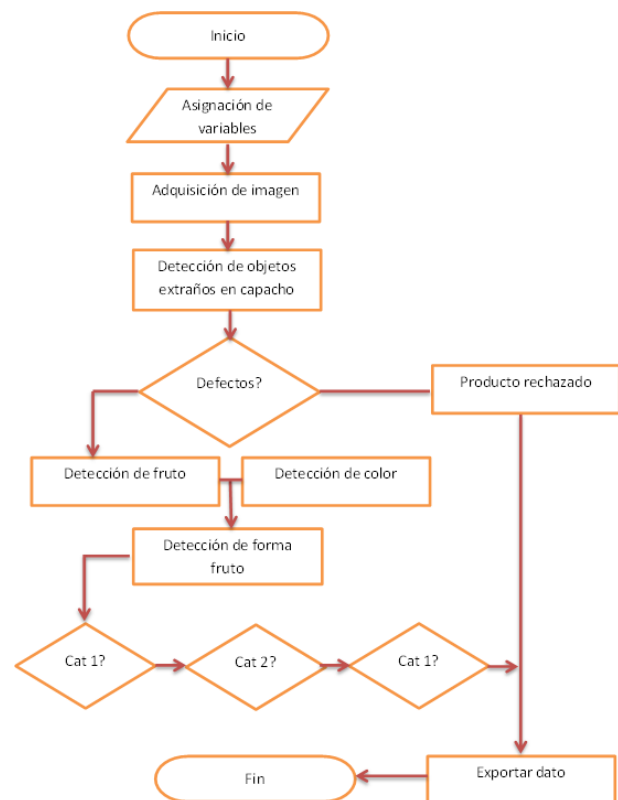 Inicio
Asignación de
variables
Adquisición de imagen
Detección de objetos
extraños en capacho
Defectos?
Producto rechazado
Detección de fruto
Detección de color
Detección de forma
fruto
Cat 1?
Cat 2?
Cat 1?
Fin
Exportar dato